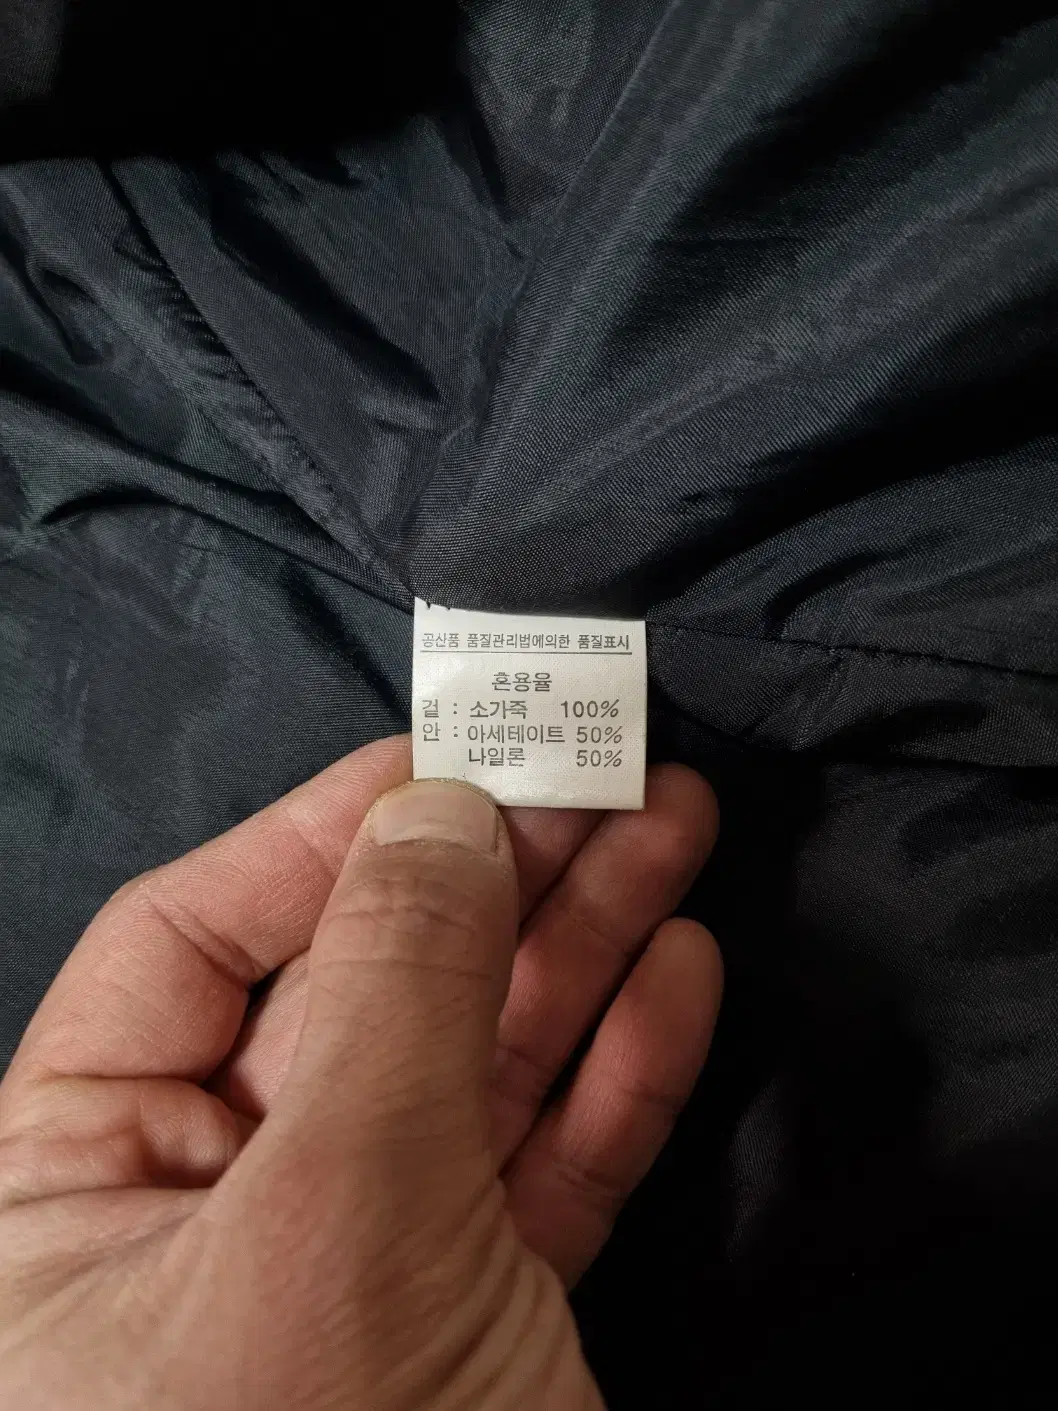 공산품 품질관리법에의한 품질표시
혼용율
겉 : 소가죽 100%
안 : 아세테이트 50%
나일론 50%